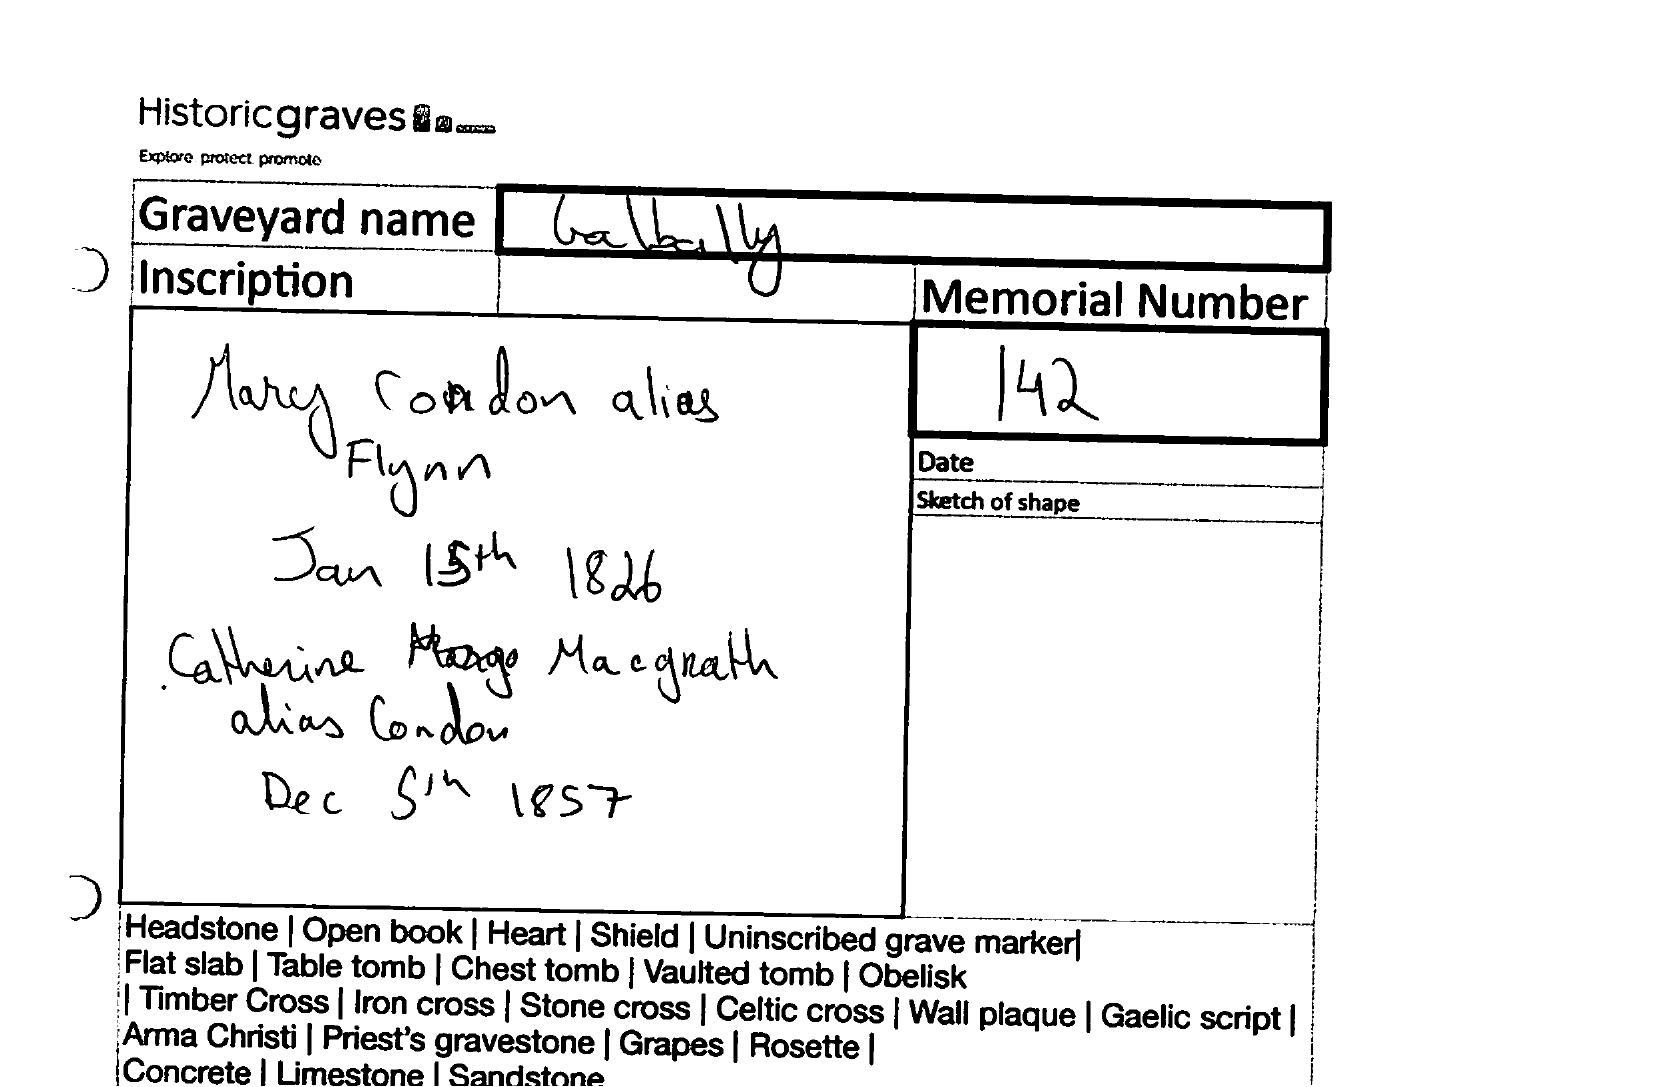 Historicgraves
Explore protect promote
Graveyard name
Galbally
Inscription
Memorial Number
142
Mary Condon alias
Flynn
Jan 15th 1826
Catherine Macgrath
alias Condon
Dec 5th 1857
Date
Sketch of shape
Headstone | Open book | Heart | Shield | Uninscribed grave marker|
Flat slab | Table tomb | Chest tomb | Vaulted tomb | Obelisk
| Timber Cross | Iron cross | Stone cross | Celtic cross | Wall plaque | Gaelic script |
Arma Christi | Priest's gravestone | Grapes | Rosette |
Concrete | Limestone | Sandstone